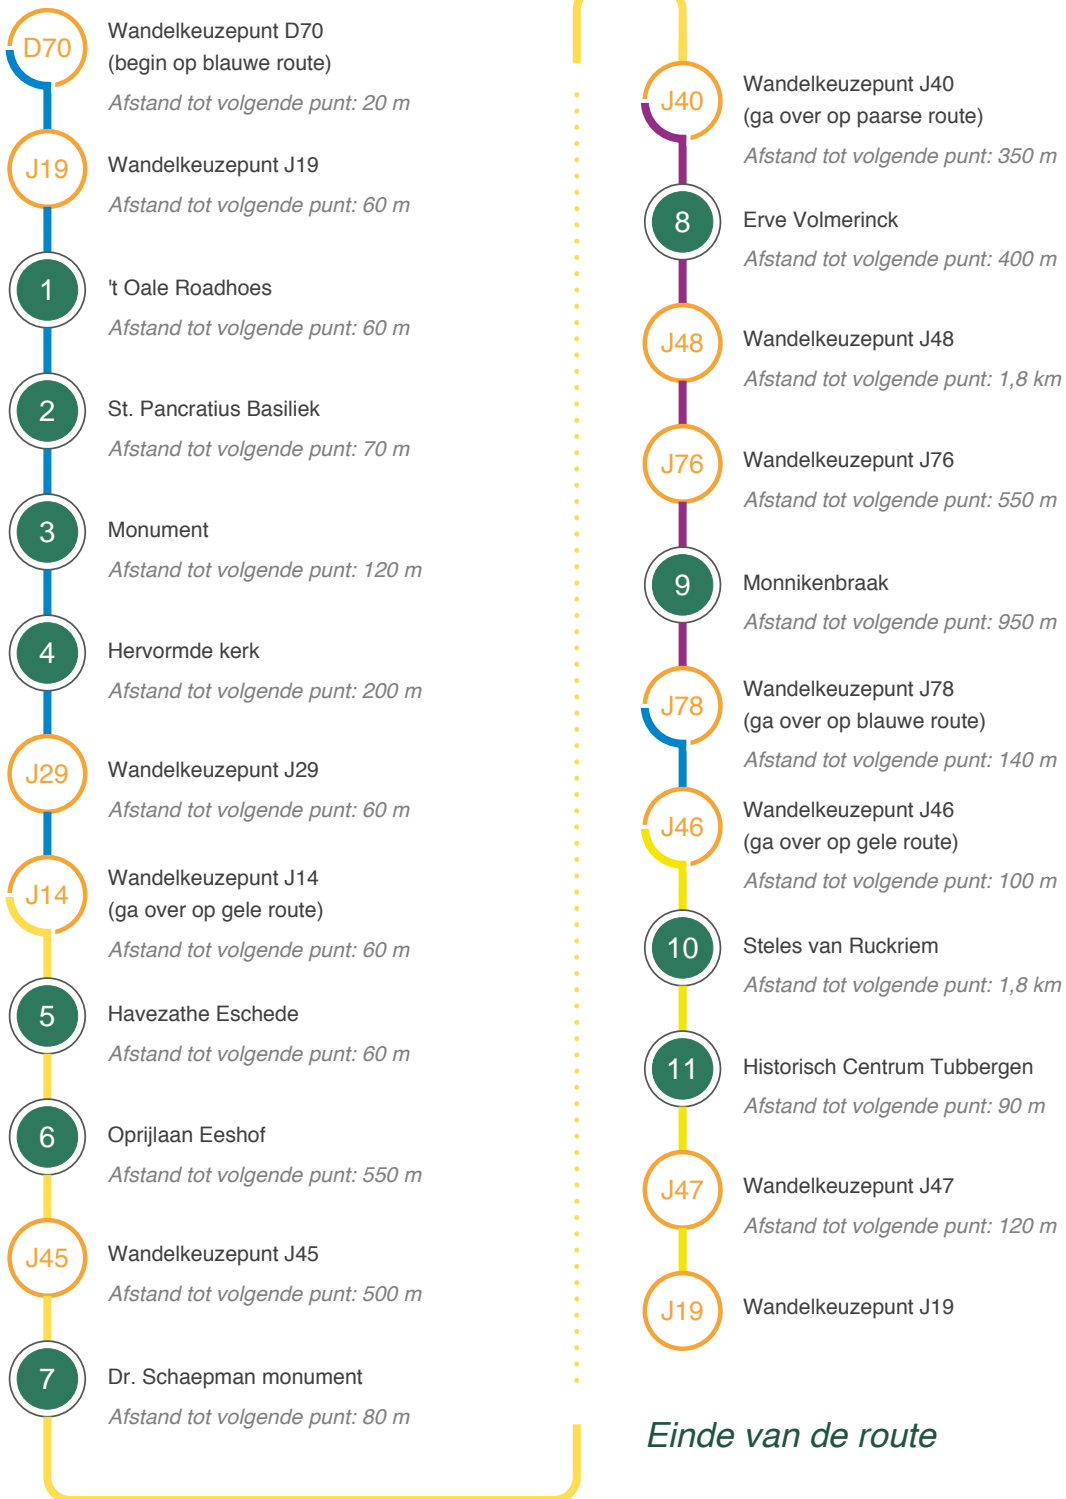 D70
Wandelkeuzepunt D70
(begin op blauwe route)
Afstand tot volgende punt: 20 m
J19
Wandelkeuzepunt J19
Afstand tot volgende punt: 60 m
1
't Oale Roadhoes
Afstand tot volgende punt: 60 m
2
St. Pancratius Basiliek
Afstand tot volgende punt: 70 m
3
Monument
Afstand tot volgende punt: 120 m
4
Hervormde kerk
Afstand tot volgende punt: 200 m
J29
Wandelkeuzepunt J29
Afstand tot volgende punt: 60 m
J14
Wandelkeuzepunt J14
(ga over op gele route)
Afstand tot volgende punt: 60 m
5
Havezathe Eschede
Afstand tot volgende punt: 60 m
6
Oprijlaan Eeshof
Afstand tot volgende punt: 550 m
J45
Wandelkeuzepunt J45
Afstand tot volgende punt: 500 m
7
Dr. Schaepman monument
Afstand tot volgende punt: 80 m
J40
Wandelkeuzepunt J40
(ga over op paarse route)
Afstand tot volgende punt: 350 m
8
Erve Volmerinck
Afstand tot volgende punt: 400 m
J48
Wandelkeuzepunt J48
Afstand tot volgende punt: 1,8 km
J76
Wandelkeuzepunt J76
Afstand tot volgende punt: 550 m
9
Monnikenbraak
Afstand tot volgende punt: 950 m
J78
Wandelkeuzepunt J78
(ga over op blauwe route)
Afstand tot volgende punt: 140 m
J46
Wandelkeuzepunt J46
(ga over op gele route)
Afstand tot volgende punt: 100 m
10
Steles van Ruckriem
Afstand tot volgende punt: 1,8 km
11
Historisch Centrum Tubbergen
Afstand tot volgende punt: 90 m
J47
Wandelkeuzepunt J47
Afstand tot volgende punt: 120 m
J19
Wandelkeuzepunt J19
Einde van de route